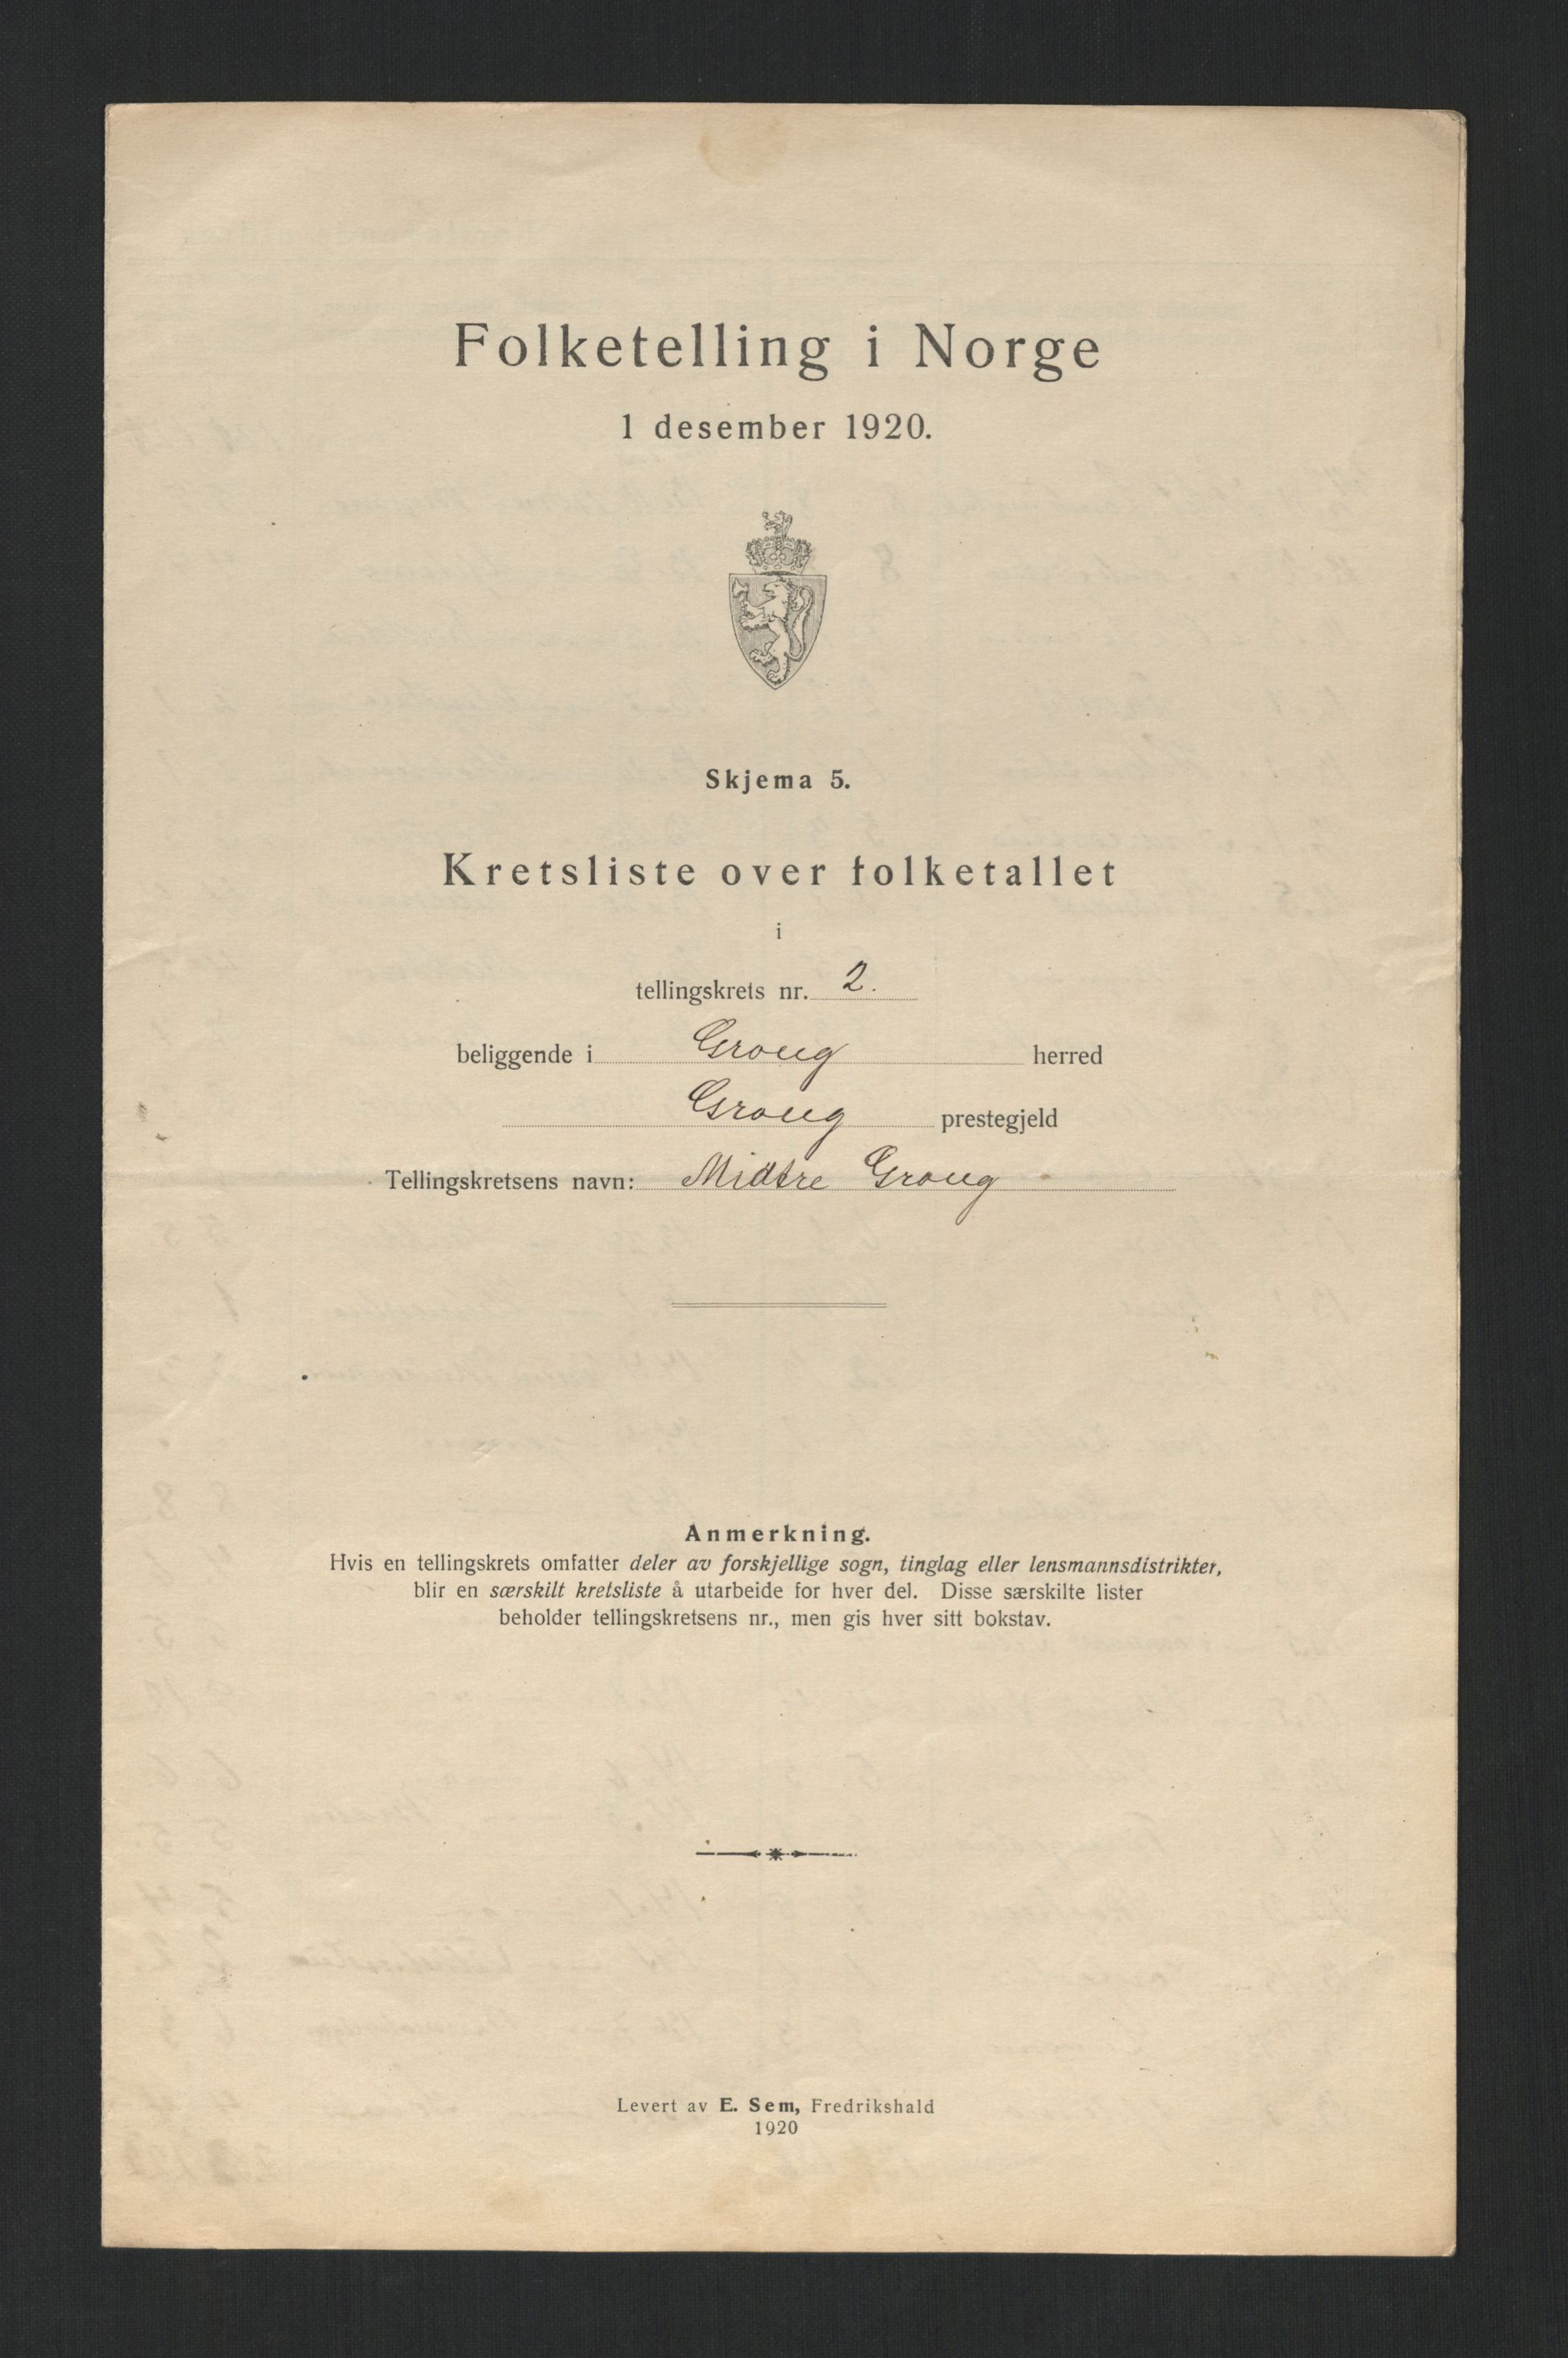 Folketelling i Norge
1 desember 1920.
Skjema 5.
Kretsliste over folketallet
i
tellingskrets nr. 2.
beliggende i Grong herred
Grong prestegjeld
Tellingskretsens navn: Midtre Grong
Anmerkning.
Hvis en tellingskrets omfatter deler av forskjellige sogn, tinglag eller lensmannsdistrikter,
blir en særskilt kretsliste å utarbeide for hver del. Disse særskilte lister
beholder tellingskretsens nr., men gis hver sitt bokstav.
Levert av E. Sem, Fredrikshald
1920